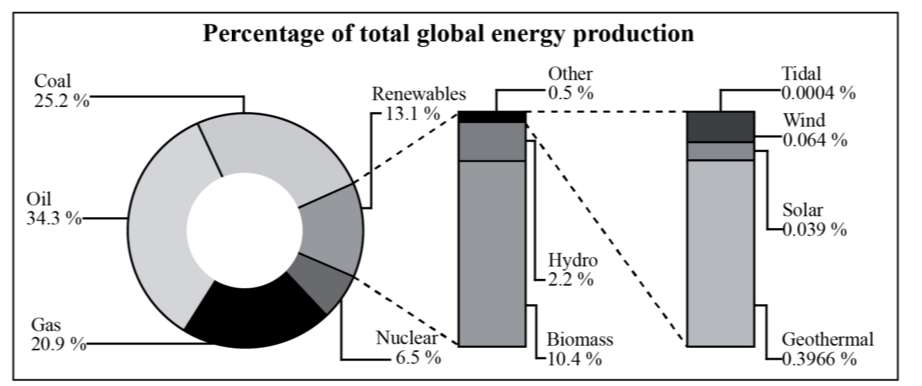 Percentage of total global energy production
Coal
25.2 %
Oil
34.3 %
Gas
20.9 %
Renewables
13.1 %
Nuclear
6.5 %
Other
0.5 %
Hydro
2.2 %
Biomass
10.4 %
Tidal
0.0004 %
Wind
0.064 %
Solar
0.039 %
Geothermal
0.3966 %